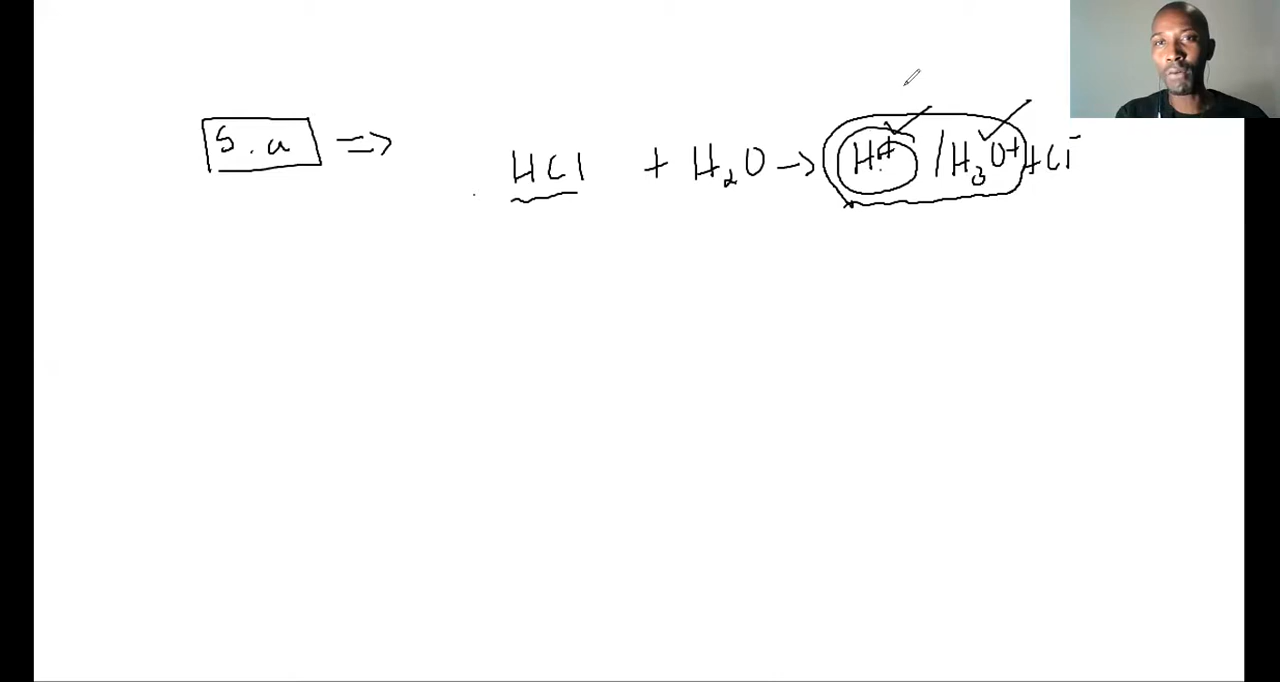 S.a ⇒ HCl + H₂O → H⁺ / H₃O⁺ + Cl⁻